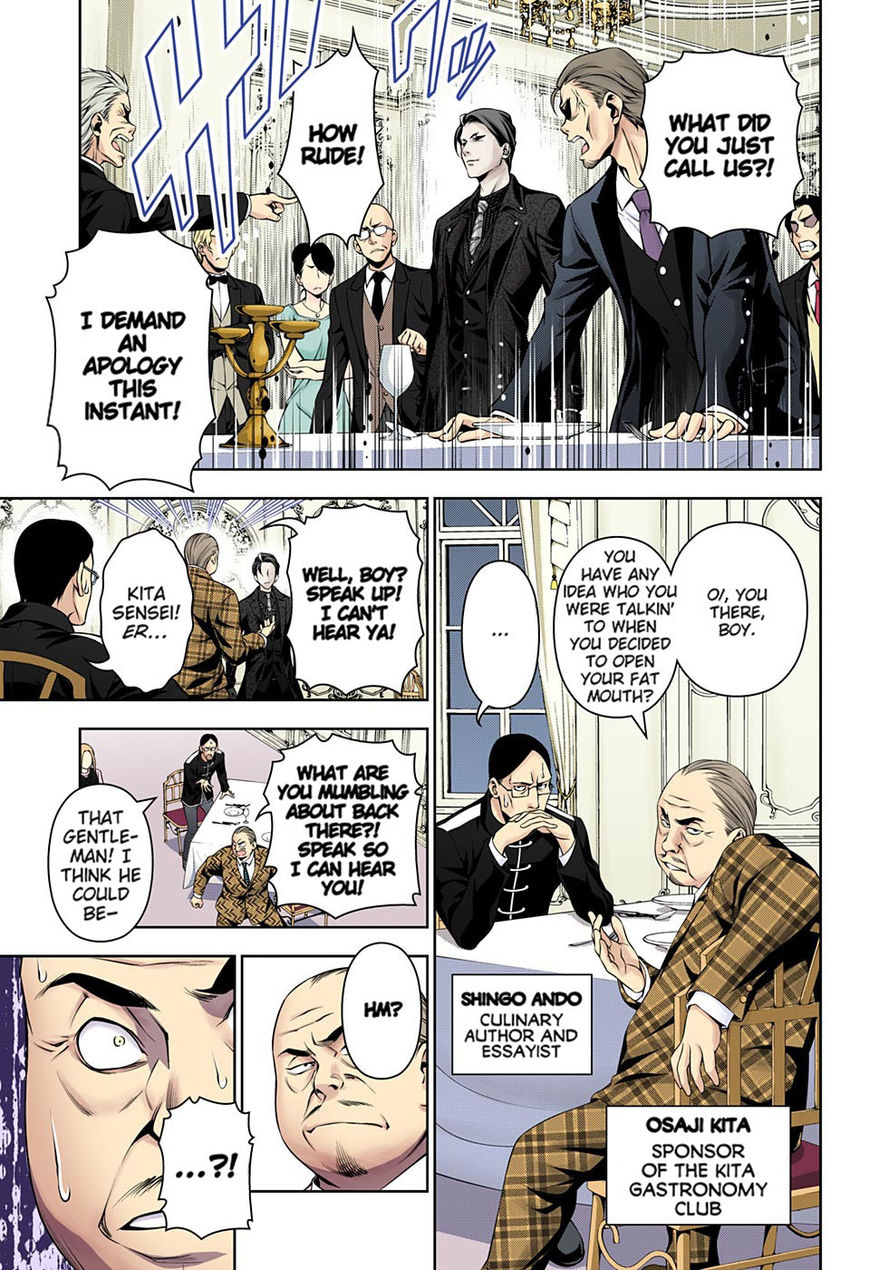 WHAT DID
YOU JUST
CALL US?!
HOW
RUDE!
I DEMAND
AN
APOLOGY
THIS
INSTANT!
OI, YOU
THERE,
BOY.
YOU
HAVE ANY
IDEA WHO YOU
WERE TALKIN'
TO WHEN
YOU DECIDED
TO OPEN
YOUR FAT
MOUTH?
...
SHINGO ANDO
CULINARY
AUTHOR AND
ESSAYIST
OSAJI KITA
SPONSOR
OF THE KITA
GASTRONOMY
CLUB
WELL, BOY?
SPEAK UP!
I CAN'T
HEAR YA!
KITA
SENSEI!
ER...
WHAT ARE
YOU MUMBLING
ABOUT BACK
THERE?!
SPEAK SO
I CAN HEAR
YOU!
THAT
GENTLE-
MAN! I
THINK HE
COULD
BE-
HM?
...?!